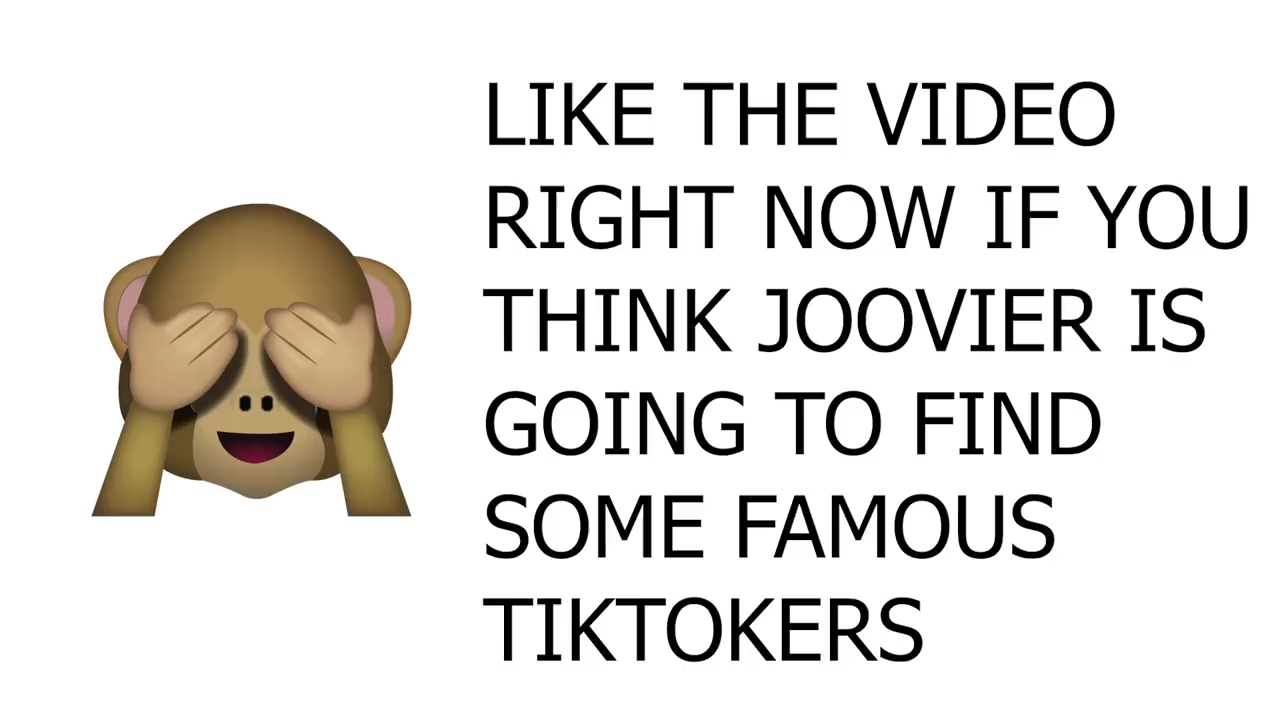 LIKE THE VIDEO
RIGHT NOW IF YOU
THINK JOOVIER IS
GOING TO FIND
SOME FAMOUS
TIKTOKERS